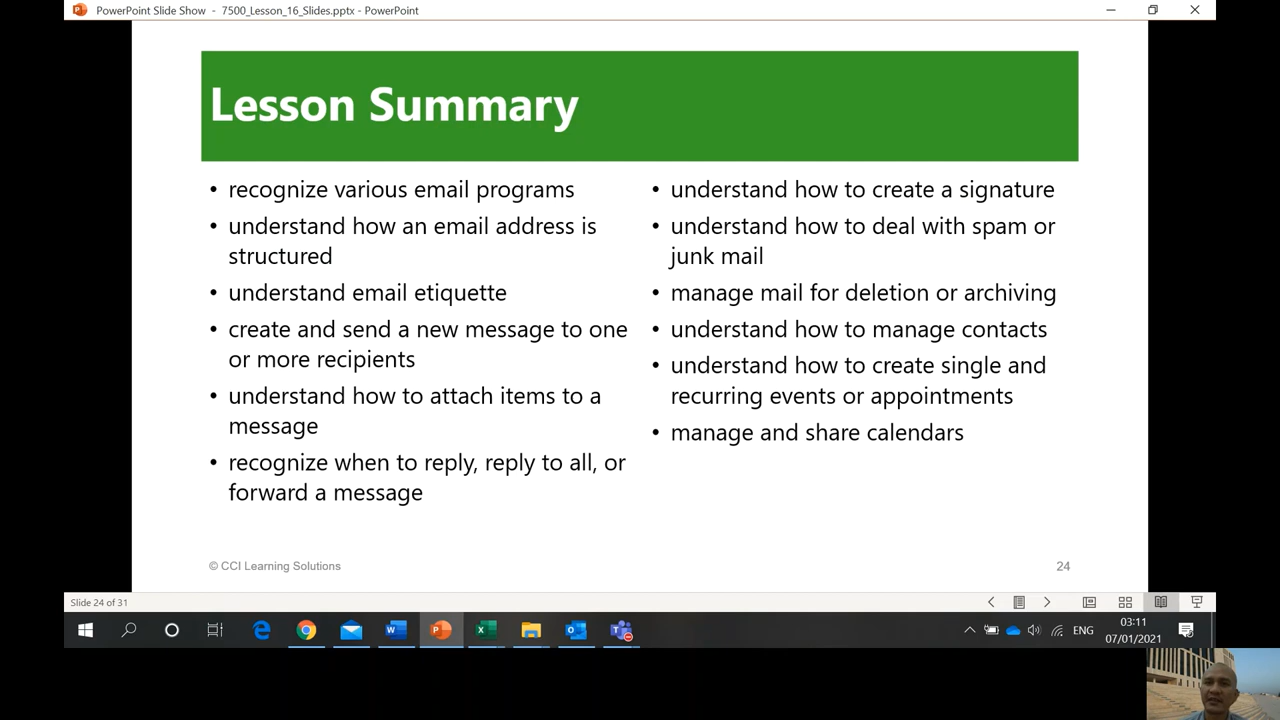 PowerPoint Slide Show - 7500_Lesson_16_Slides.pptx - PowerPoint
Lesson Summary
• recognize various email programs
• understand how an email address is
structured
• understand email etiquette
• create and send a new message to one
or more recipients
• understand how to attach items to a
message
• recognize when to reply, reply to all, or
forward a message
• understand how to create a signature
• understand how to deal with spam or
junk mail
• manage mail for deletion or archiving
• understand how to manage contacts
• understand how to create single and
recurring events or appointments
• manage and share calendars
© CCI Learning Solutions
24
Slide 24 of 31
ENG
03:11
07/01/2021